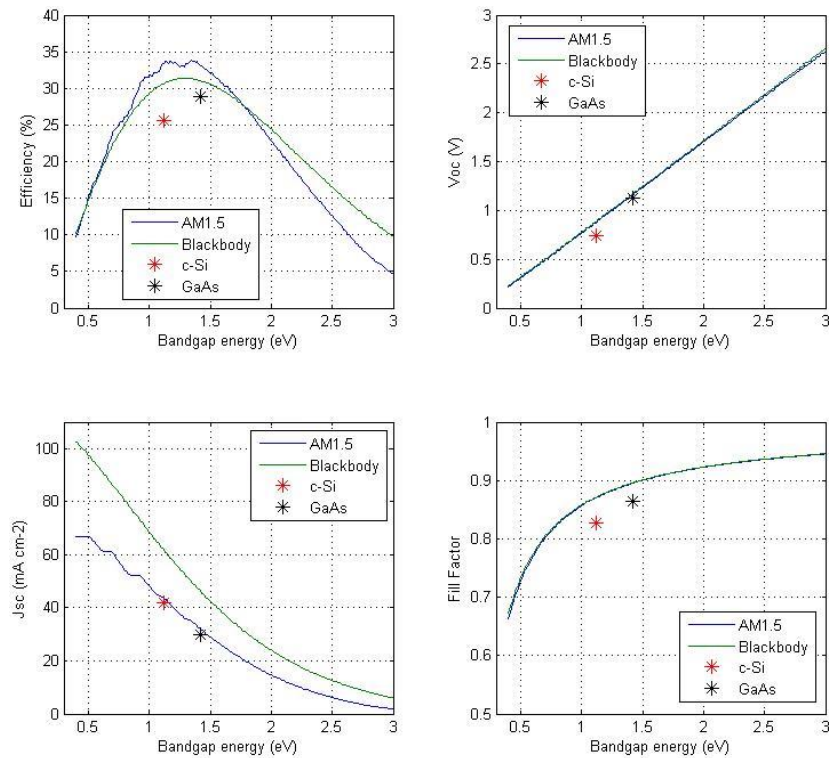 40
35
30
25
20
15
10
5
0
Efficiency (%)
AM1.5
Blackbody
c-Si
GaAs
0.5 1 1.5 2 2.5 3
Bandgap energy (eV)
3
2.5
2
1.5
1
0.5
0
Voc (V)
AM1.5
Blackbody
c-Si
GaAs
0.5 1 1.5 2 2.5 3
Bandgap energy (eV)
100
80
60
40
20
0
Jsc (mA cm-2)
AM1.5
Blackbody
c-Si
GaAs
0.5 1 1.5 2 2.5 3
Bandgap energy (eV)
1
0.9
0.8
0.7
0.6
0.5
Fill Factor
AM1.5
Blackbody
c-Si
GaAs
0.5 1 1.5 2 2.5 3
Bandgap energy (eV)